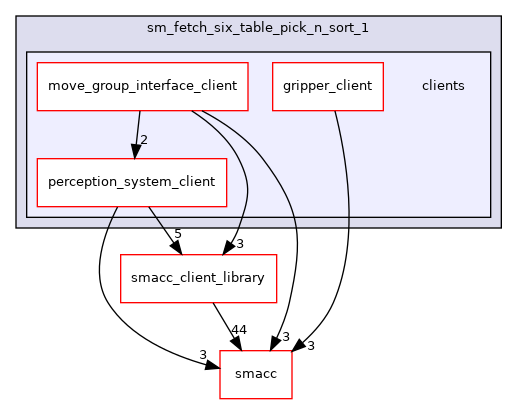 sm_fetch_six_table_pick_n_sort_1
move_group_interface_client
gripper_client
clients
2
perception_system_client
5
3
smacc_client_library
44
3
3
3
smacc